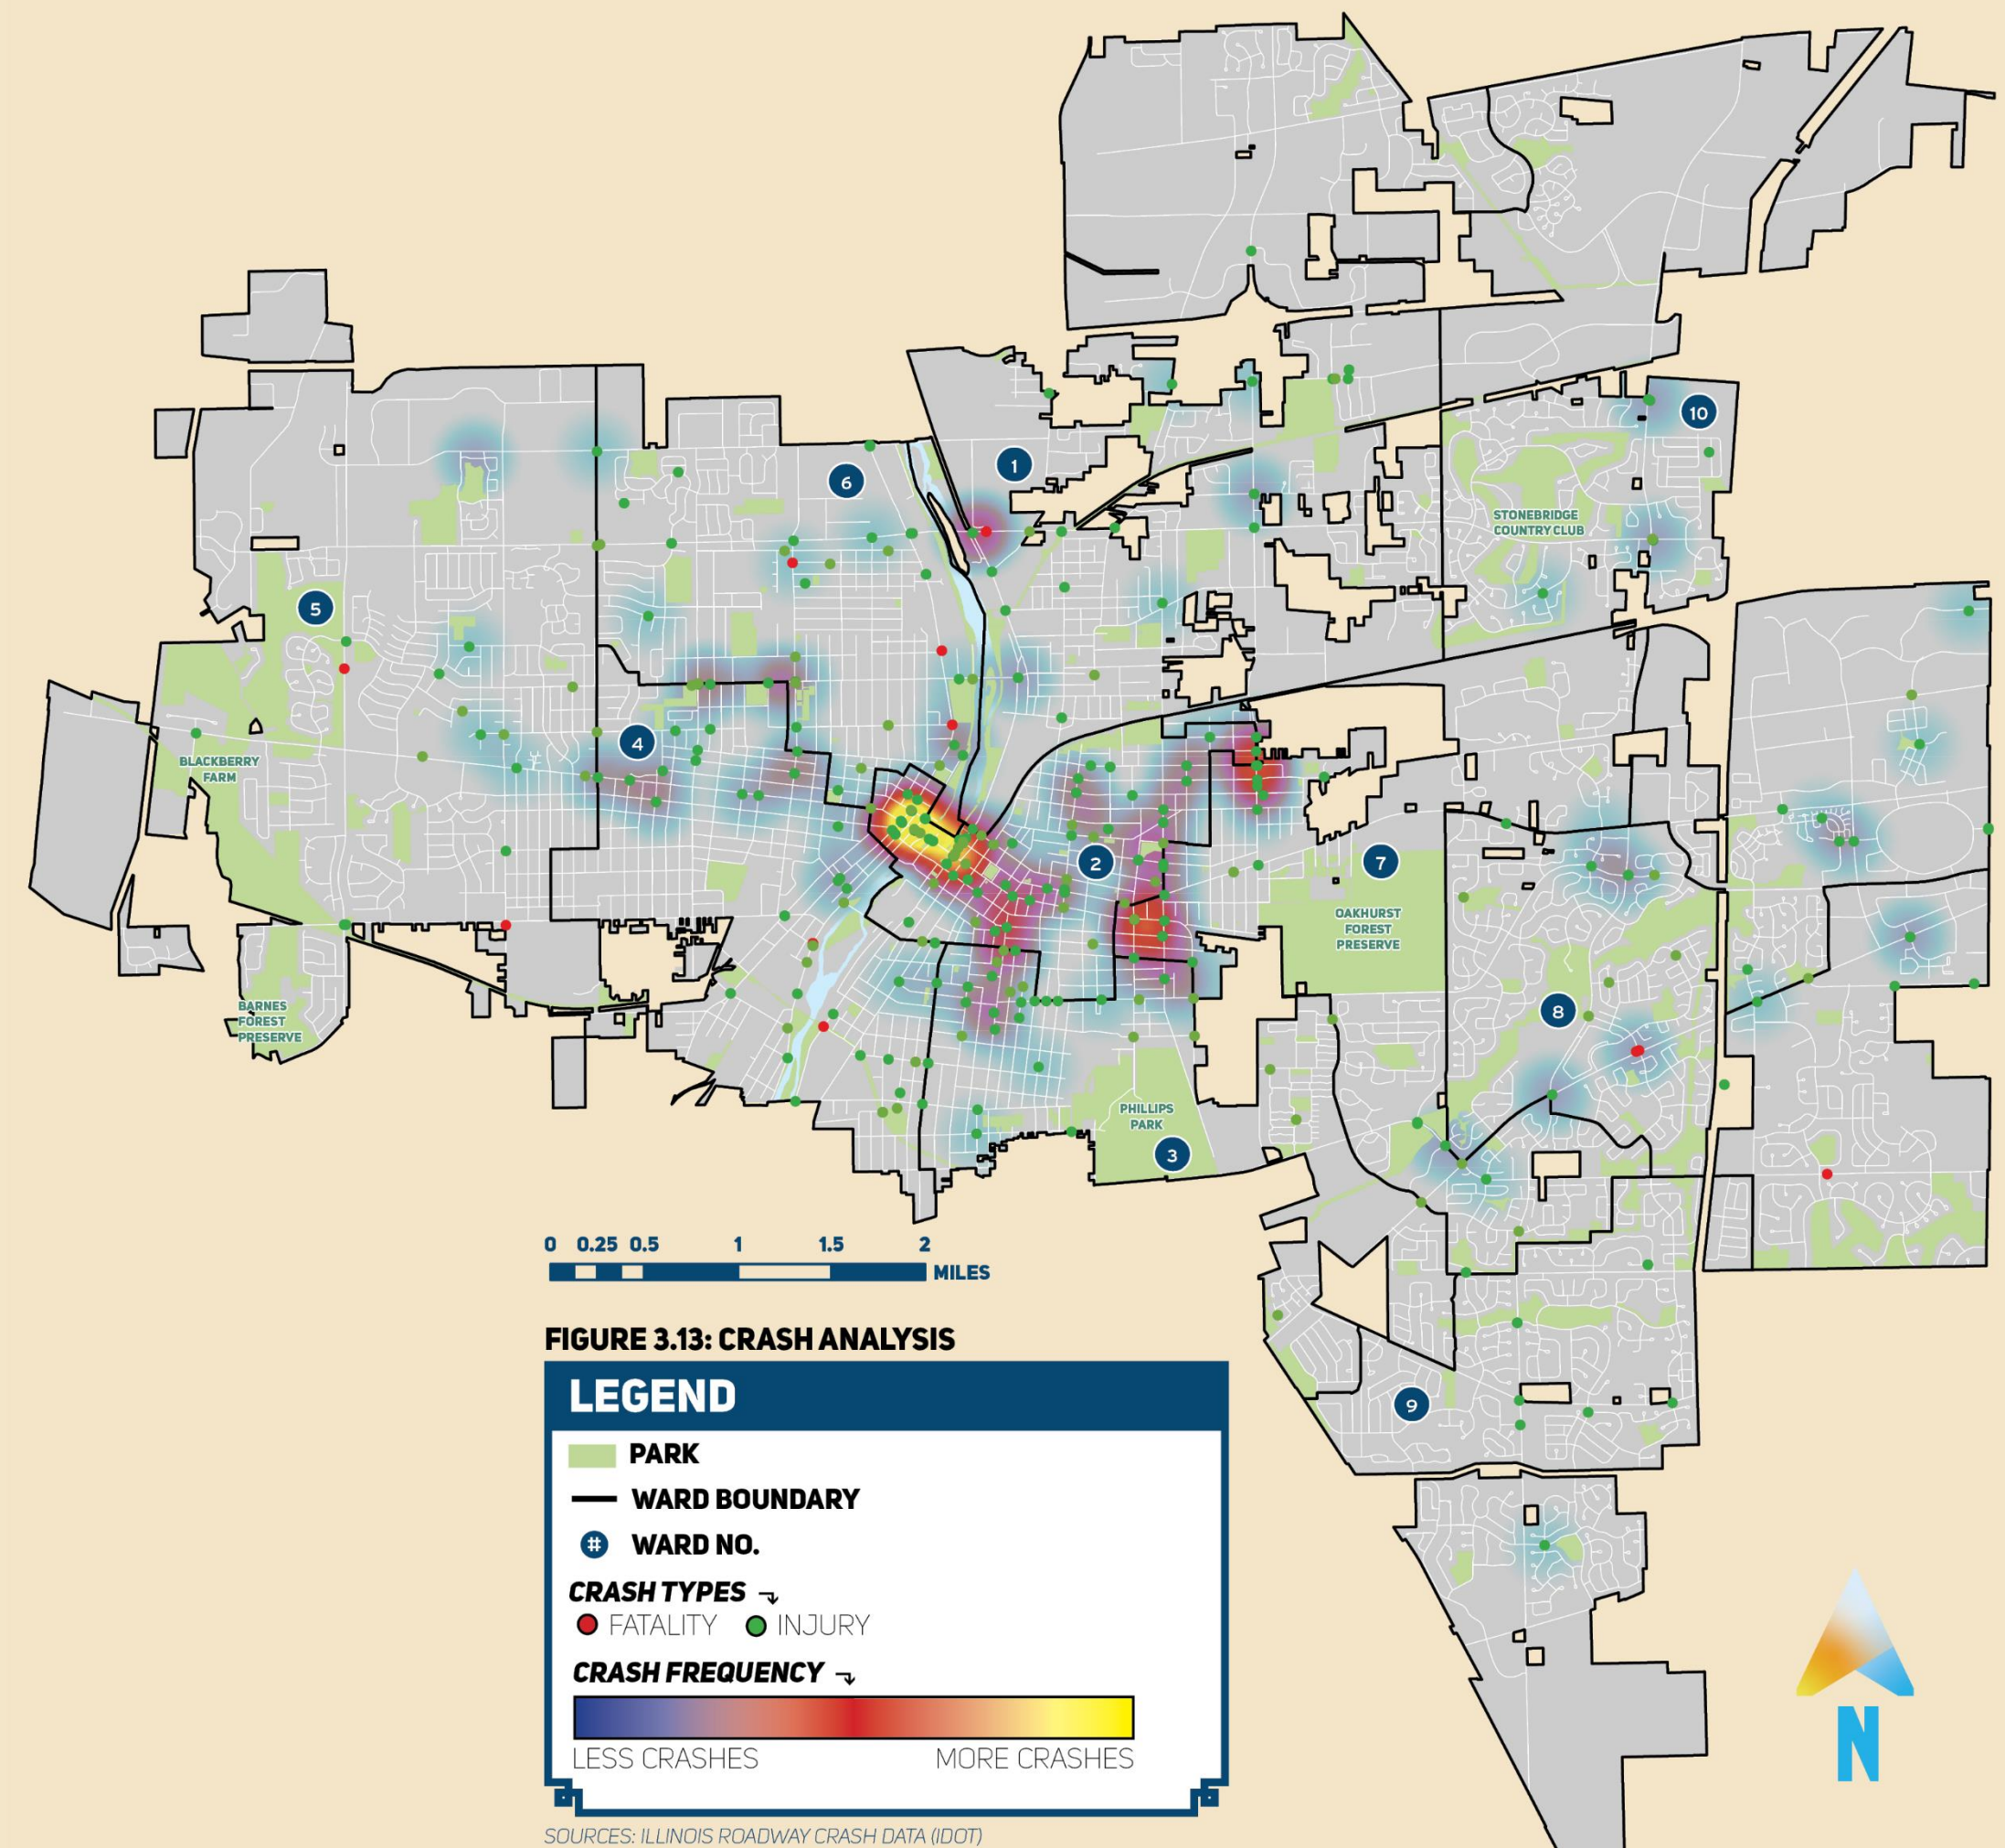 10
1
6
STONEBRIDGE
COUNTRY CLUB
5
4
BLACKBERRY
FARM
2
7
OAKHURST
FOREST
PRESERVE
8
BARNES
FOREST
PRESERVE
PHILLIPS
PARK
3
0 0.25 0.5 1 1.5 2
MILES
9
FIGURE 3.13: CRASH ANALYSIS
LEGEND
PARK
WARD BOUNDARY
# WARD NO.
CRASH TYPES
FATALITY INJURY
CRASH FREQUENCY
LESS CRASHES MORE CRASHES
N
SOURCES: ILLINOIS ROADWAY CRASH DATA (IDOT)